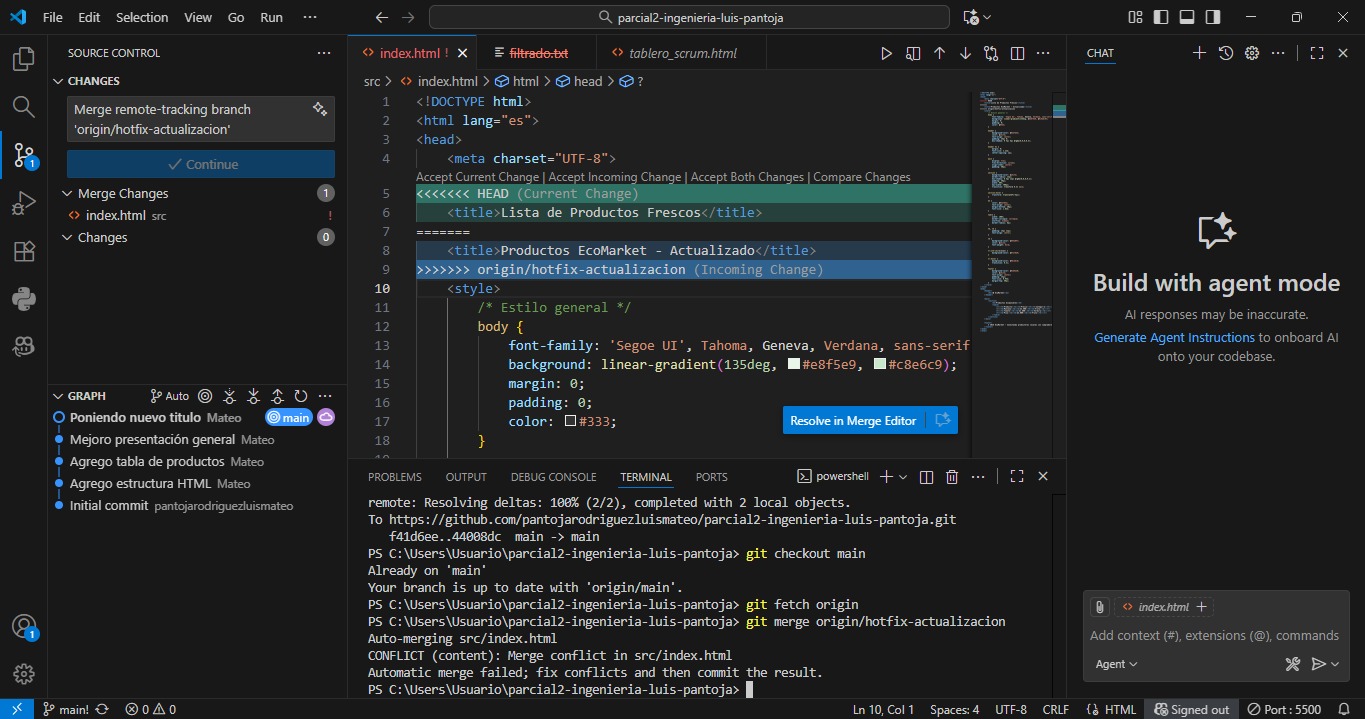 File Edit Selection View Go Run ··· parcial2-ingenieria-luis-pantoja
SOURCE CONTROL
CHANGES
Merge remote-tracking branch
'origin/hotfix-actualizacion'
Continue
Merge Changes 1
index.html src !
Changes 0
GRAPH Auto
Poniendo nuevo titulo Mateo main
Mejoro presentación general Mateo
Agrego tabla de productos Mateo
Agrego estructura HTML Mateo
Initial commit pantojarodriguezluismateo
1
1
index.html ! filtrado.txt tablero_scrum.html
src > index.html > html > head > ?
1 <!DOCTYPE html>
2 <html lang="es">
3 <head>
4 <meta charset="UTF-8">
Accept Current Change | Accept Incoming Change | Accept Both Changes | Compare Changes
5 <<<<<<< HEAD (Current Change)
6 <title>Lista de Productos Frescos</title>
7 =======
8 <title>Productos EcoMarket - Actualizado</title>
9 >>>>>>> origin/hotfix-actualizacion (Incoming Change)
10 <style>
11 /* Estilo general */
12 body {
13 font-family: 'Segoe UI', Tahoma, Geneva, Verdana, sans-serif
14 background: linear-gradient(135deg, #e8f5e9, #c8e6c9);
15 margin: 0;
16 padding: 0;
17 color: #333;
18 }
Resolve in Merge Editor
PROBLEMS OUTPUT DEBUG CONSOLE TERMINAL PORTS powershell
remote: Resolving deltas: 100% (2/2), completed with 2 local objects.
To https://github.com/pantojarodriguezluismateo/parcial2-ingenieria-luis-pantoja.git
f41d6ee..44008dc main -> main
PS C:\Users\Usuario\parcial2-ingenieria-luis-pantoja> git checkout main
Already on 'main'
Your branch is up to date with 'origin/main'.
PS C:\Users\Usuario\parcial2-ingenieria-luis-pantoja> git fetch origin
PS C:\Users\Usuario\parcial2-ingenieria-luis-pantoja> git merge origin/hotfix-actualizacion
Auto-merging src/index.html
CONFLICT (content): Merge conflict in src/index.html
Automatic merge failed; fix conflicts and then commit the result.
PS C:\Users\Usuario\parcial2-ingenieria-luis-pantoja>
CHAT
Build with agent mode
AI responses may be inaccurate.
Generate Agent Instructions to onboard AI
onto your codebase.
index.html
Add context (#), extensions (@), commands
Agent
main! 0 0 Ln 10, Col 1 Spaces: 4 UTF-8 CRLF HTML Signed out Port : 5500